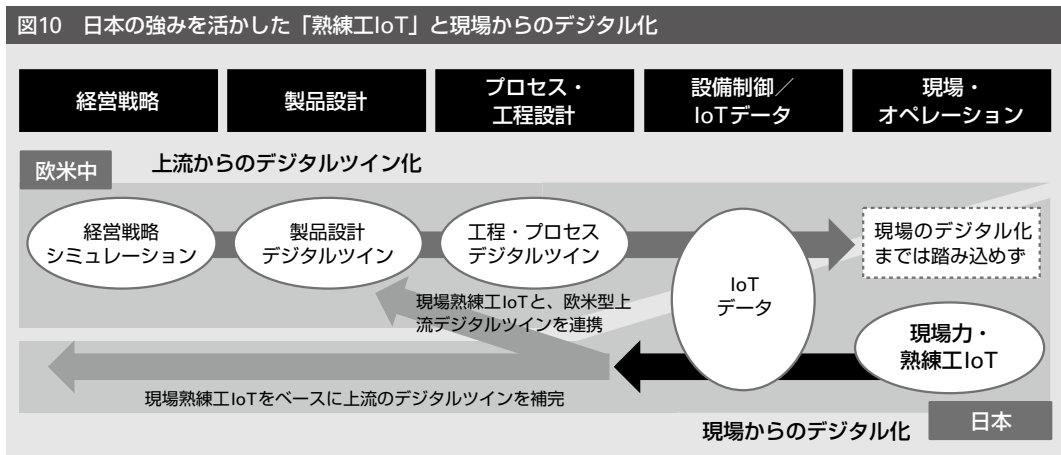 図10　日本の強みを活かした「熟練工IoT」と現場からのデジタル化
経営戦略
製品設計
プロセス・
工程設計
設備制御／
IoTデータ
現場・
オペレーション
欧米中
上流からのデジタルツイン化
経営戦略
シミュレーション
製品設計
デジタルツイン
工程・プロセス
デジタルツイン
IoT
データ
現場のデジタル化
までは踏み込めず
現場熟練工IoTと、欧米型上
流デジタルツインを連携
現場力・
熟練工IoT
現場熟練工IoTをベースに上流のデジタルツインを補完
現場からのデジタル化
日本